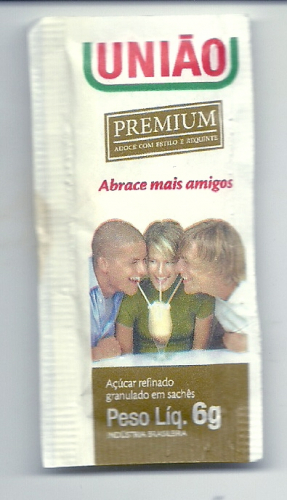 UNIÃO
PREMIUM
ADOCE COM ESTILO E REQUINTE
Abrace mais amigos
Açúcar refinado
granulado em sachês
Peso Líq. 6g
INDÚSTRIA BRASILEIRA